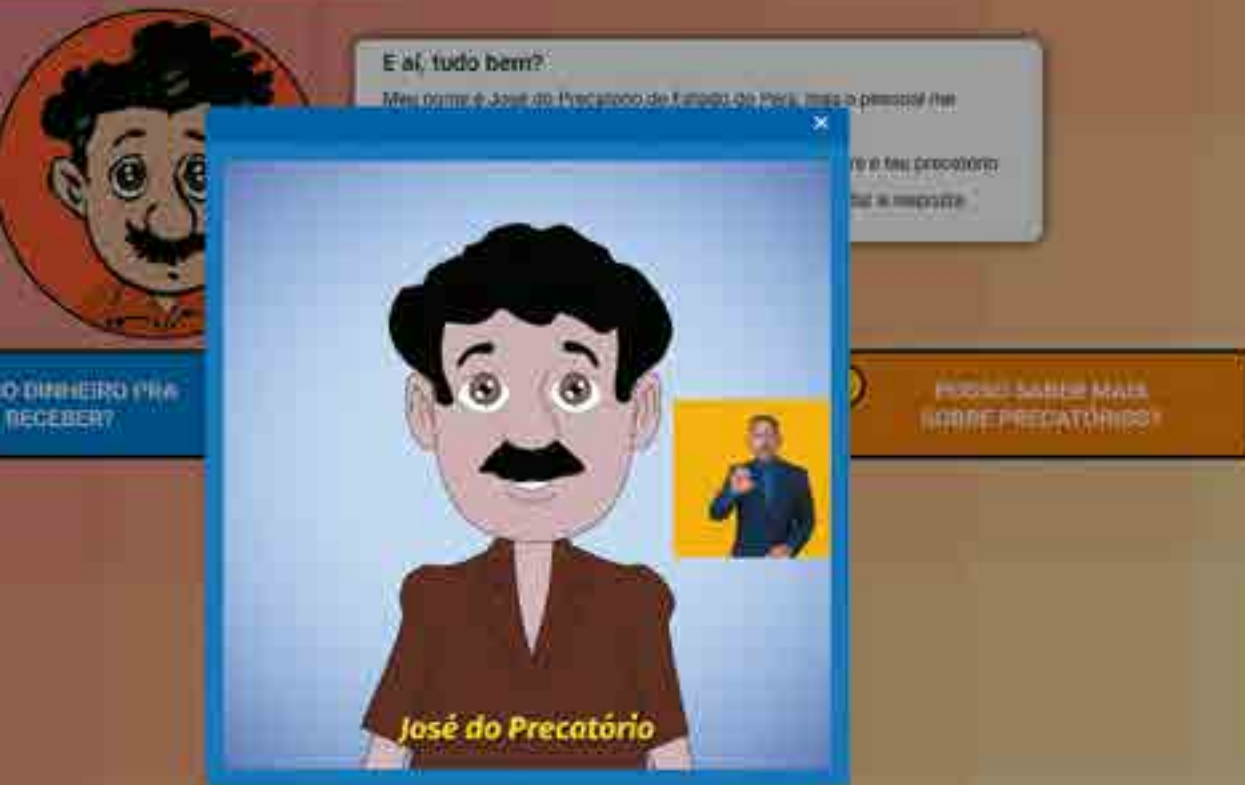 E aí, tudo bem?
Meu nome é José do Precatório de Estado do Pará, mas o pessoal me
e teu precatório
a resposta
O DINHEIRO PRA
RECEBER?
POSSO SABER MAIS
SOBRE PRECATÓRIOS?
José do Precatório